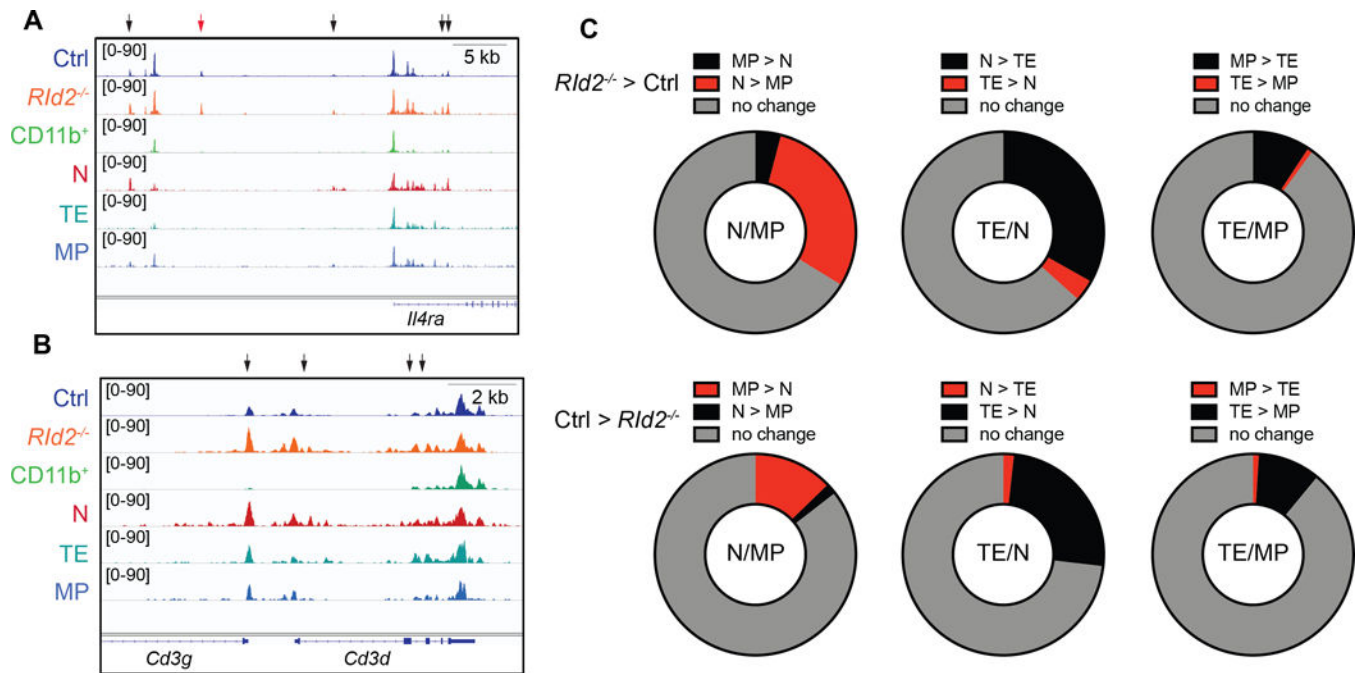 A
[0-90]
5 kb
Ctrl
[0-90]
RId2-/-
[0-90]
CD11b+
[0-90]
N
[0-90]
TE
[0-90]
MP
Il4ra
B
[0-90]
2 kb
Ctrl
[0-90]
RId2-/-
[0-90]
CD11b+
[0-90]
N
[0-90]
TE
[0-90]
MP
Cd3g Cd3d
C
RId2-/- > Ctrl
MP > N
N > MP
no change
N/MP
N > TE
TE > N
no change
TE/N
MP > TE
TE > MP
no change
TE/MP
Ctrl > RId2-/-
MP > N
N > MP
no change
N/MP
N > TE
TE > N
no change
TE/N
MP > TE
TE > MP
no change
TE/MP